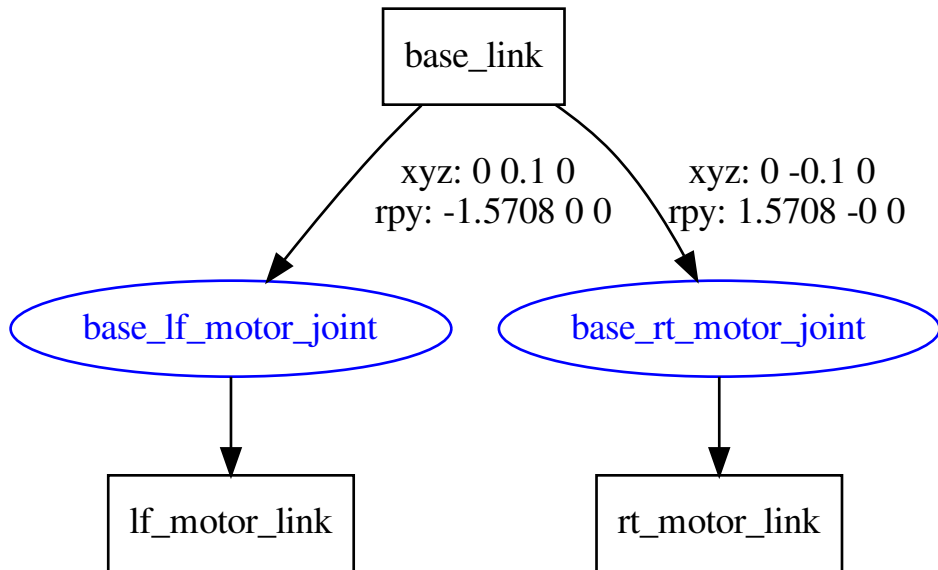 base_link
xyz: 0 0.1 0
rpy: -1.5708 0 0
xyz: 0 -0.1 0
rpy: 1.5708 -0 0
base_lf_motor_joint
base_rt_motor_joint
lf_motor_link
rt_motor_link